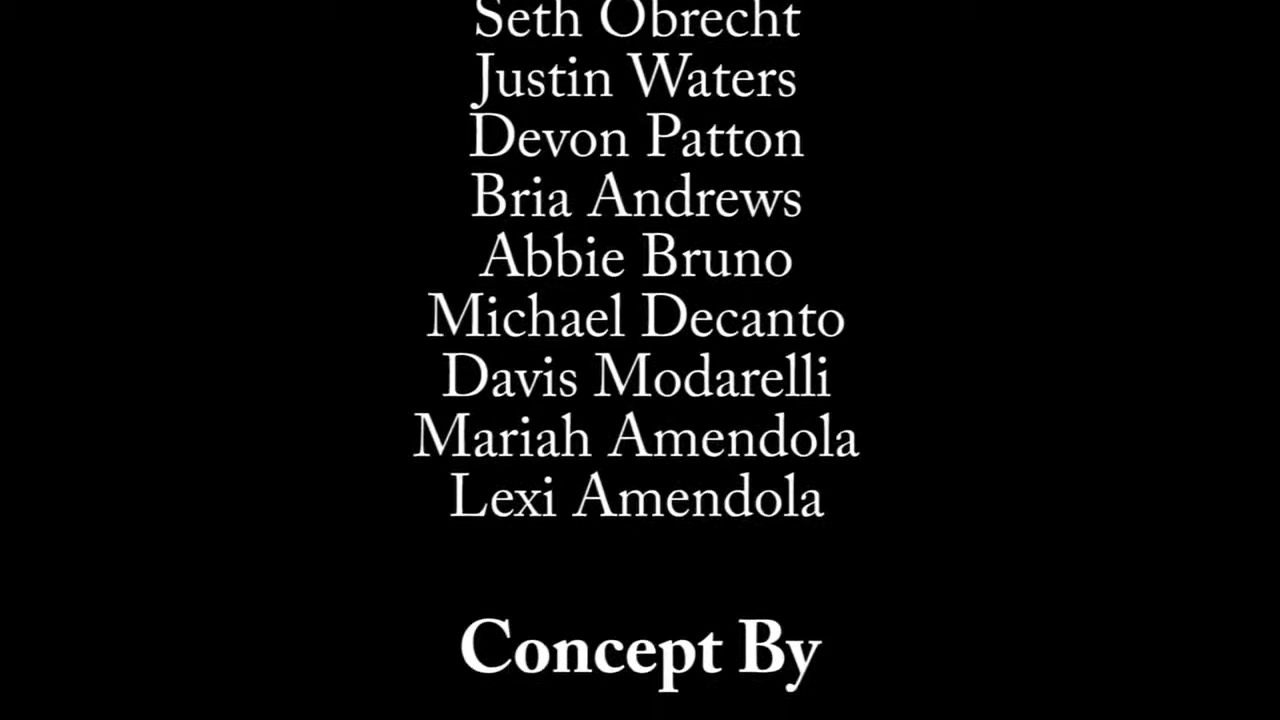 Seth Obrecht
Justin Waters
Devon Patton
Bria Andrews
Abbie Bruno
Michael Decanto
Davis Modarelli
Mariah Amendola
Lexi Amendola
Concept By